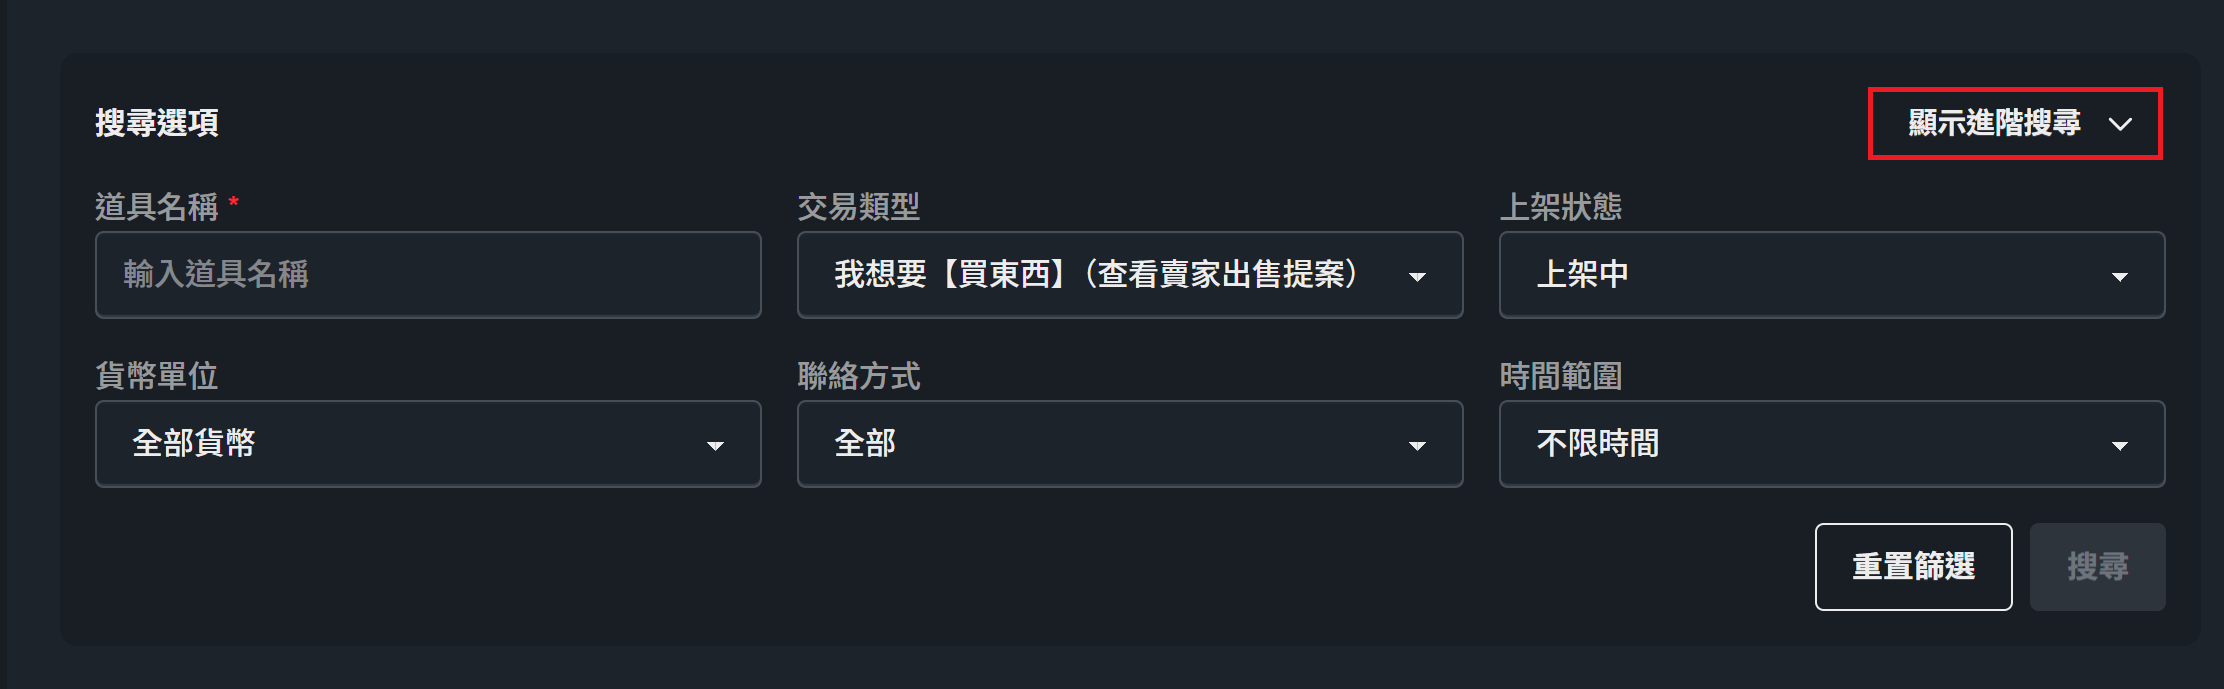 搜尋選項
顯示進階搜尋
道具名稱 *
交易類型
上架狀態
輸入道具名稱
我想要【買東西】（查看賣家出售提案）
上架中
貨幣單位
聯絡方式
時間範圍
全部貨幣
全部
不限時間
重置篩選
搜尋